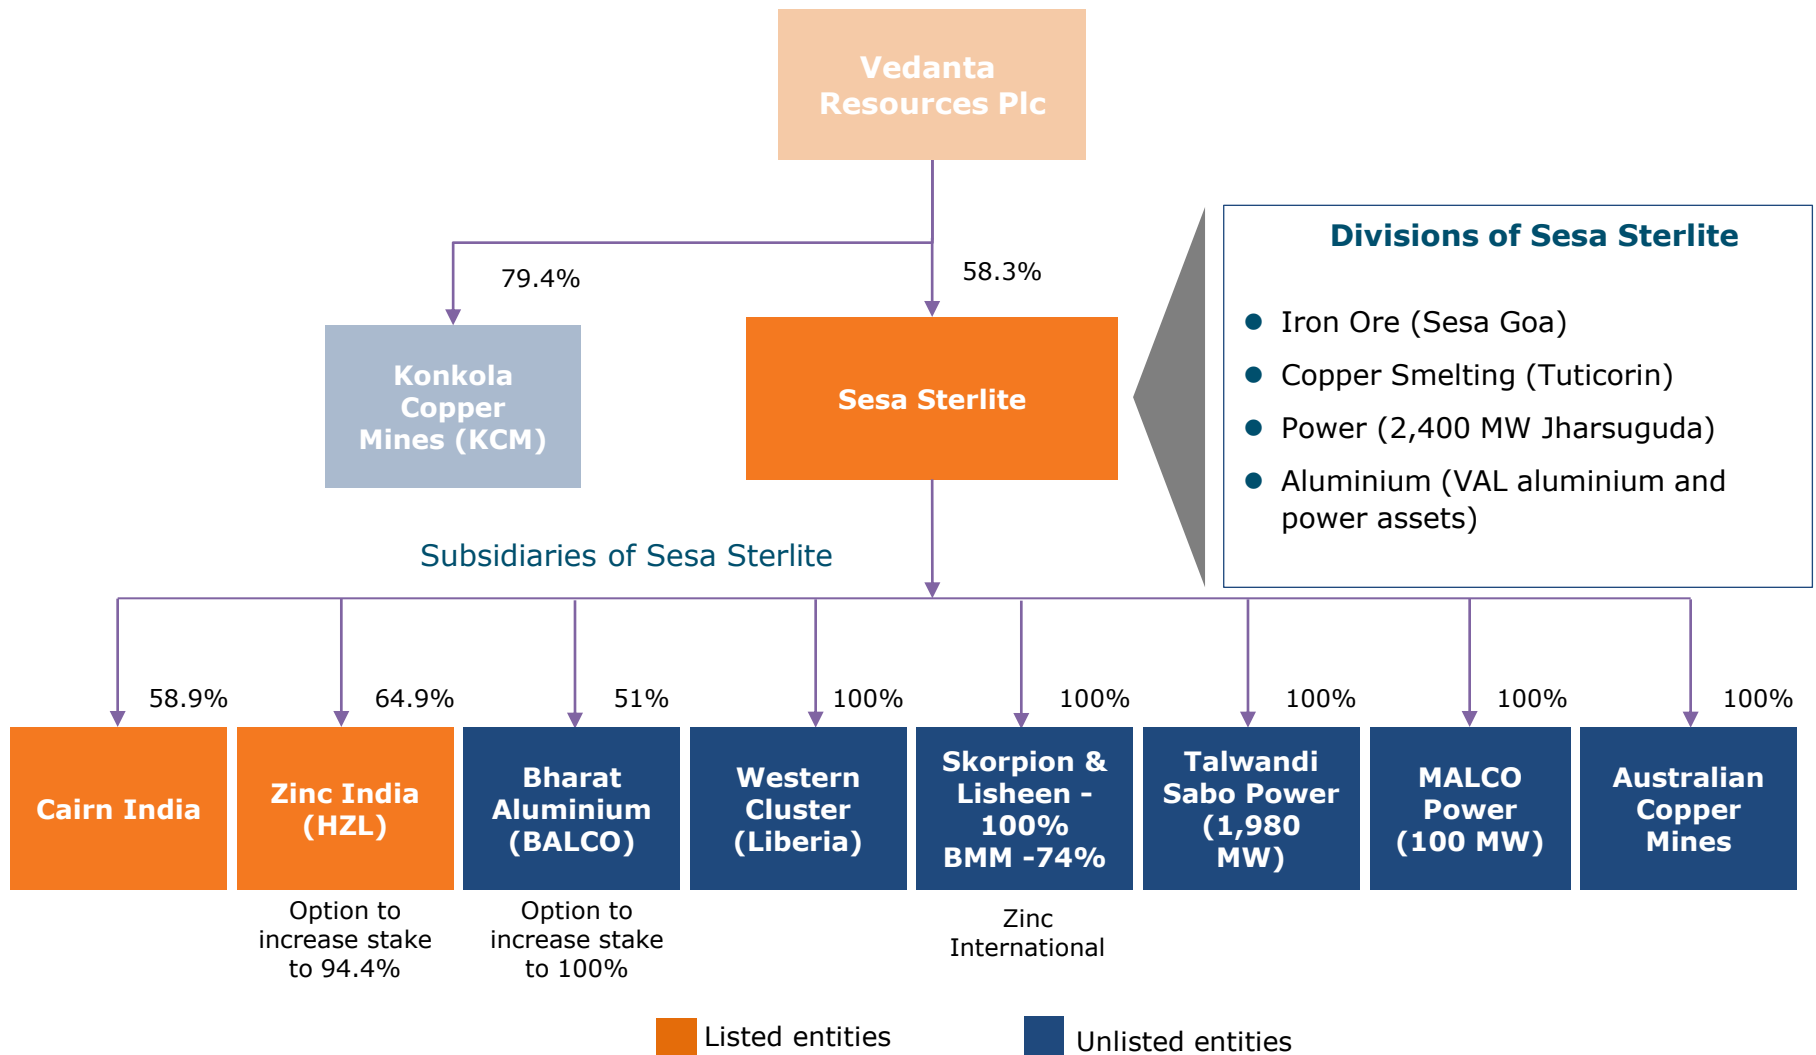 Vedanta
Resources Plc
79.4%
58.3%
Konkola
Copper
Mines (KCM)
Sesa Sterlite
Divisions of Sesa Sterlite
Iron Ore (Sesa Goa)
Copper Smelting (Tuticorin)
Power (2,400 MW Jharsuguda)
Aluminium (VAL aluminium and
power assets)
Subsidiaries of Sesa Sterlite
58.9%
Cairn India
64.9%
Zinc India
(HZL)
Option to
increase stake
to 94.4%
51%
Bharat
Aluminium
(BALCO)
Option to
increase stake
to 100%
100%
Western
Cluster
(Liberia)
100%
Skorpion &
Lisheen -
100%
BMM -74%
Zinc
International
100%
Talwandi
Sabo Power
(1,980
MW)
100%
MALCO
Power
(100 MW)
100%
Australian
Copper
Mines
Listed entities
Unlisted entities